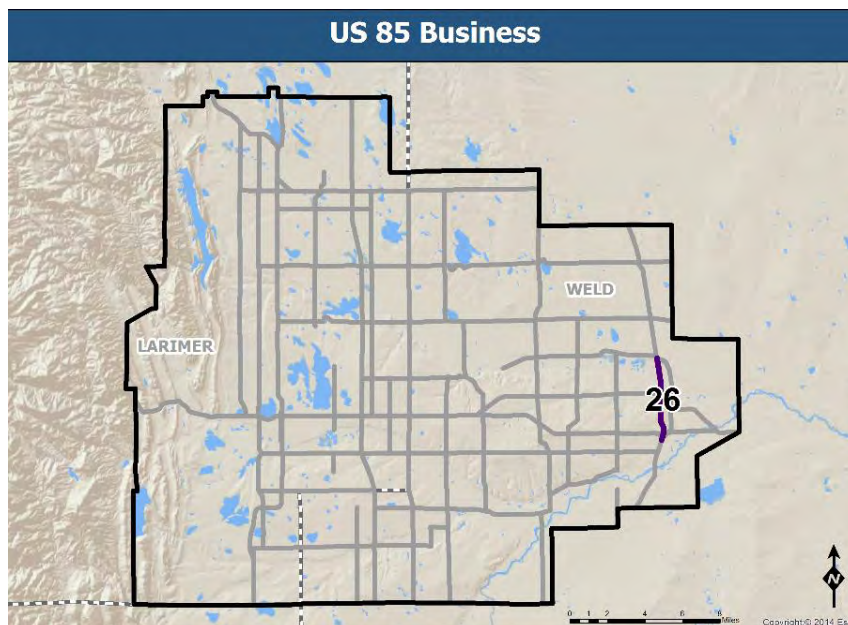 US 85 Business
WELD
LARIMER
26
N
0 1 2 4 6 8
Miles
Copyright:© 2014 Es